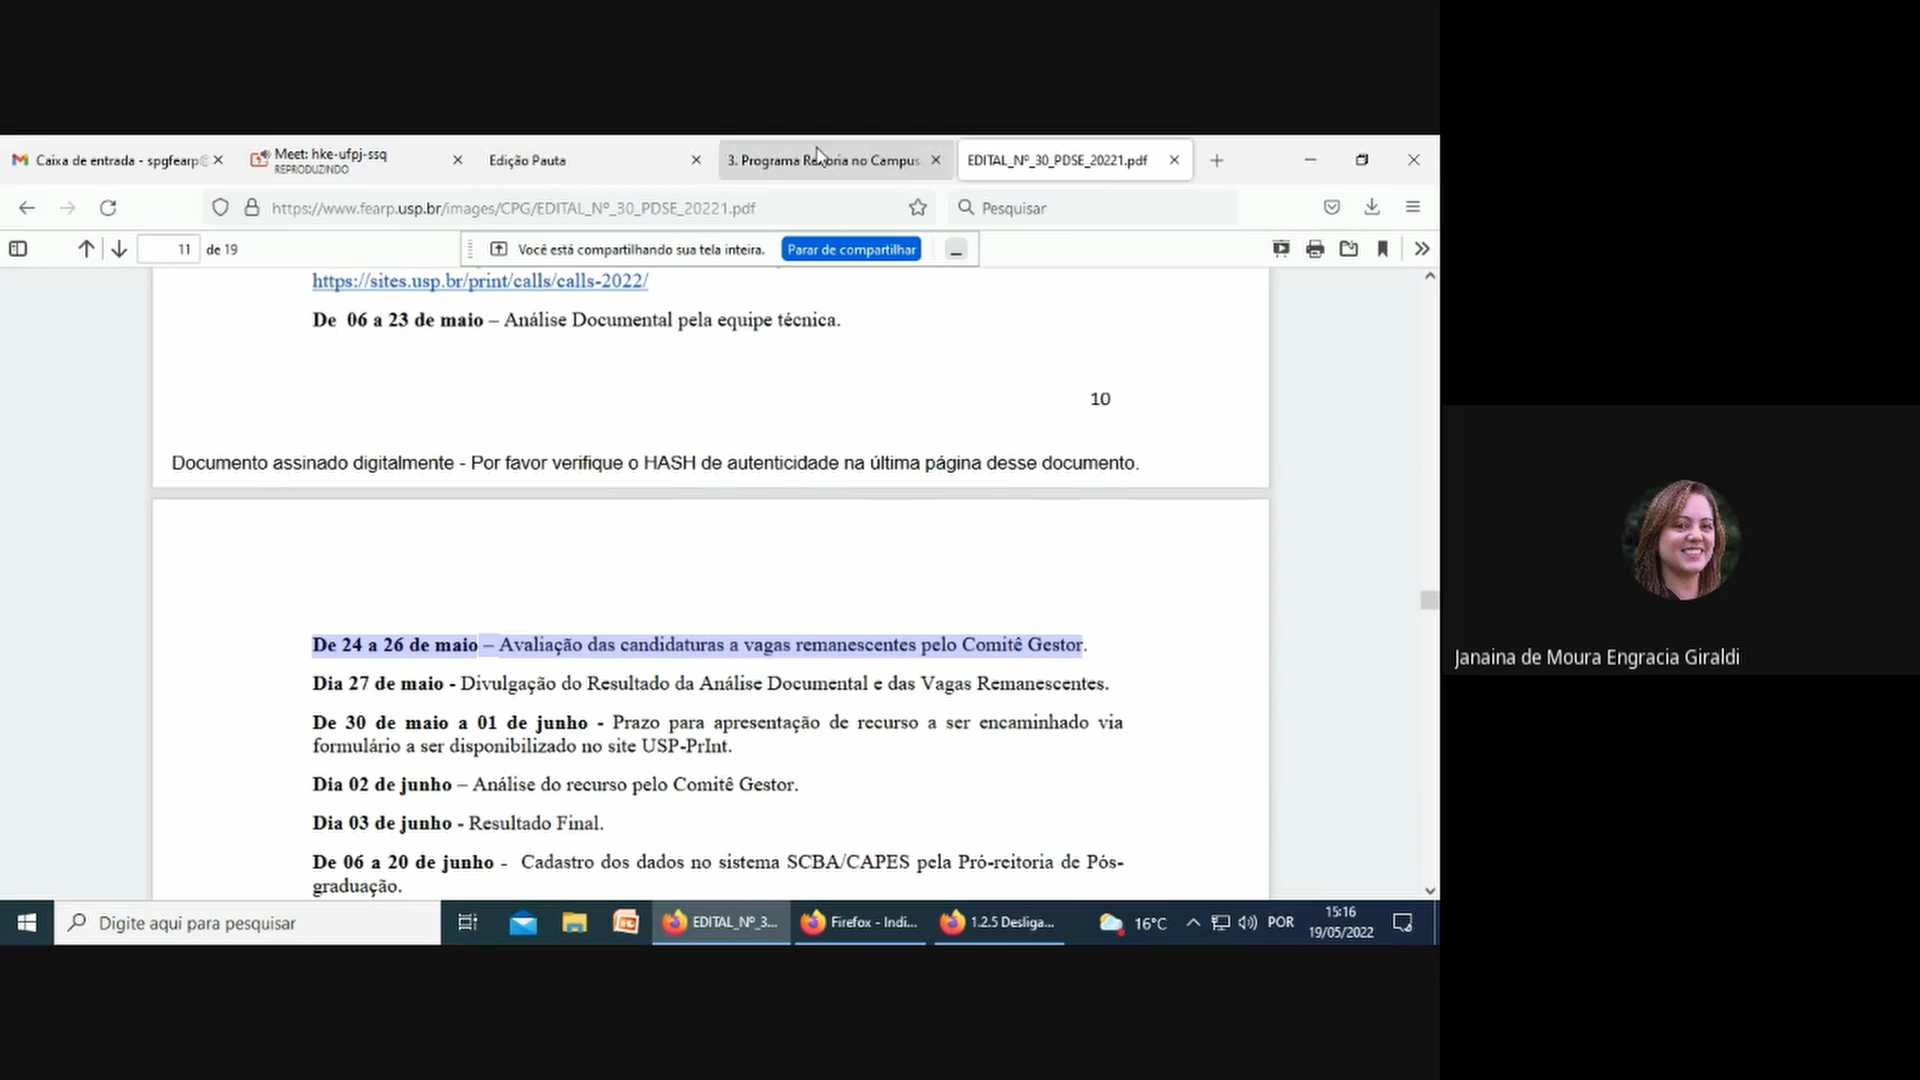 Caixa de entrada - spgfearp@
Meet: hke-ufpj-ssq
REPRODUZINDO
Edição Pauta
3. Programa Reitoria no Campus
EDITAL_Nº_30_PDSE_20221.pdf
https://www.fearp.usp.br/images/CPG/EDITAL_Nº_30_PDSE_20221.pdf
Pesquisar
11 de 19
Você está compartilhando sua tela inteira.
Parar de compartilhar
https://sites.usp.br/print/calls/calls-2022/
De 06 a 23 de maio – Análise Documental pela equipe técnica.
10
Documento assinado digitalmente - Por favor verifique o HASH de autenticidade na última página desse documento.
De 24 a 26 de maio – Avaliação das candidaturas a vagas remanescentes pelo Comitê Gestor.
Dia 27 de maio - Divulgação do Resultado da Análise Documental e das Vagas Remanescentes.
De 30 de maio a 01 de junho - Prazo para apresentação de recurso a ser encaminhado via
formulário a ser disponibilizado no site USP-PrInt.
Dia 02 de junho – Análise do recurso pelo Comitê Gestor.
Dia 03 de junho - Resultado Final.
De 06 a 20 de junho - Cadastro dos dados no sistema SCBA/CAPES pela Pró-reitoria de Pós-
graduação.
Janaina de Moura Engracia Giraldi
Digite aqui para pesquisar
EDITAL_Nº_3...
Firefox - Indi...
1.2.5 Desliga...
16°C
POR
15:16
19/05/2022